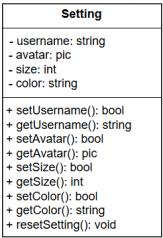 Setting
- username: string
- avatar: pic
- size: int
- color: string
+ setUsername(): bool
+ getUsername(): string
+ setAvatar(): bool
+ getAvatar(): pic
+ setSize(): bool
+ getSize(): int
+ setColor(): bool
+ getColor(): string
+ resetSetting(): void